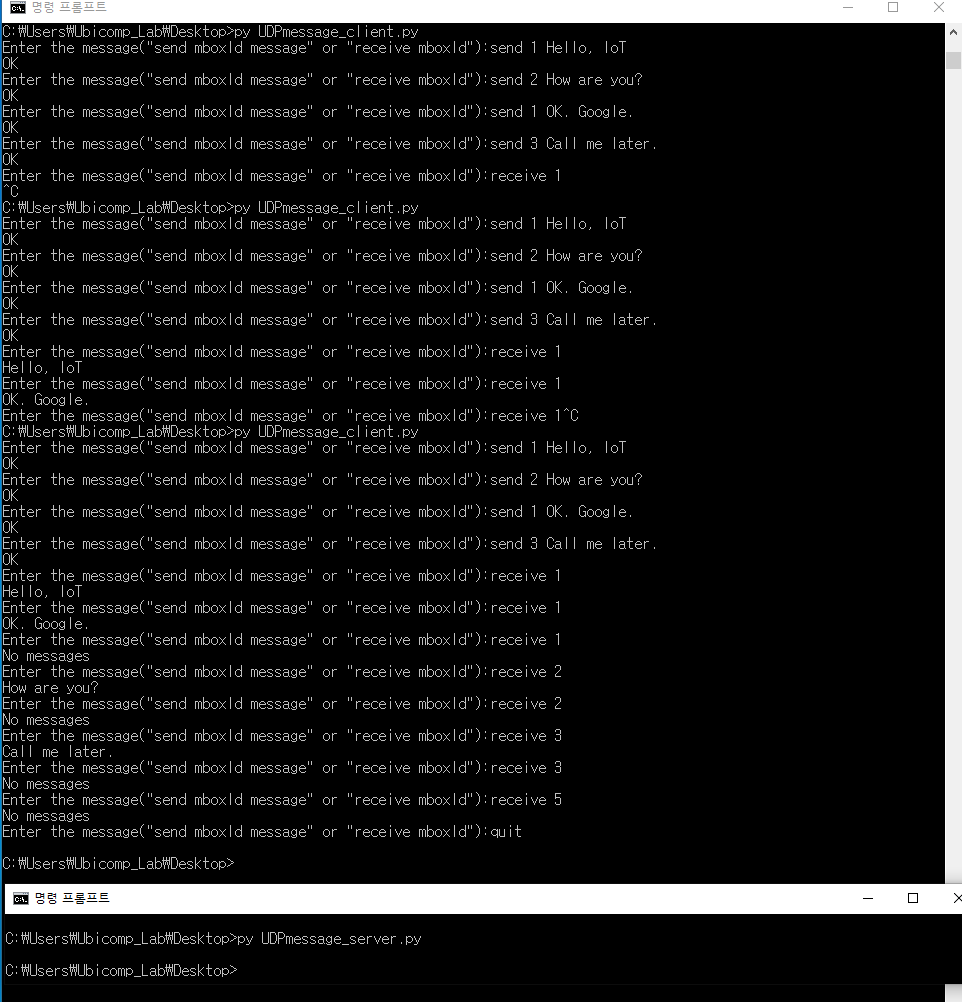 명령 프롬프트
C:₩Users₩Ubicomp_Lab₩Desktop>py UDPmessage_client.py
Enter the message("send mboxId message" or "receive mboxId"):send 1 Hello, IoT
OK
Enter the message("send mboxId message" or "receive mboxId"):send 2 How are you?
OK
Enter the message("send mboxId message" or "receive mboxId"):send 1 OK. Google.
OK
Enter the message("send mboxId message" or "receive mboxId"):send 3 Call me later.
OK
Enter the message("send mboxId message" or "receive mboxId"):receive 1
^C
C:₩Users₩Ubicomp_Lab₩Desktop>py UDPmessage_client.py
Enter the message("send mboxId message" or "receive mboxId"):send 1 Hello, IoT
OK
Enter the message("send mboxId message" or "receive mboxId"):send 2 How are you?
OK
Enter the message("send mboxId message" or "receive mboxId"):send 1 OK. Google.
OK
Enter the message("send mboxId message" or "receive mboxId"):send 3 Call me later.
OK
Enter the message("send mboxId message" or "receive mboxId"):receive 1
Hello, IoT
Enter the message("send mboxId message" or "receive mboxId"):receive 1
OK. Google.
Enter the message("send mboxId message" or "receive mboxId"):receive 1^C
C:₩Users₩Ubicomp_Lab₩Desktop>py UDPmessage_client.py
Enter the message("send mboxId message" or "receive mboxId"):send 1 Hello, IoT
OK
Enter the message("send mboxId message" or "receive mboxId"):send 2 How are you?
OK
Enter the message("send mboxId message" or "receive mboxId"):send 1 OK. Google.
OK
Enter the message("send mboxId message" or "receive mboxId"):send 3 Call me later.
OK
Enter the message("send mboxId message" or "receive mboxId"):receive 1
Hello, IoT
Enter the message("send mboxId message" or "receive mboxId"):receive 1
OK. Google.
Enter the message("send mboxId message" or "receive mboxId"):receive 1
No messages
Enter the message("send mboxId message" or "receive mboxId"):receive 2
How are you?
Enter the message("send mboxId message" or "receive mboxId"):receive 2
No messages
Enter the message("send mboxId message" or "receive mboxId"):receive 3
Call me later.
Enter the message("send mboxId message" or "receive mboxId"):receive 3
No messages
Enter the message("send mboxId message" or "receive mboxId"):receive 5
No messages
Enter the message("send mboxId message" or "receive mboxId"):quit
C:₩Users₩Ubicomp_Lab₩Desktop>
명령 프롬프트
C:₩Users₩Ubicomp_Lab₩Desktop>py UDPmessage_server.py
C:₩Users₩Ubicomp_Lab₩Desktop>